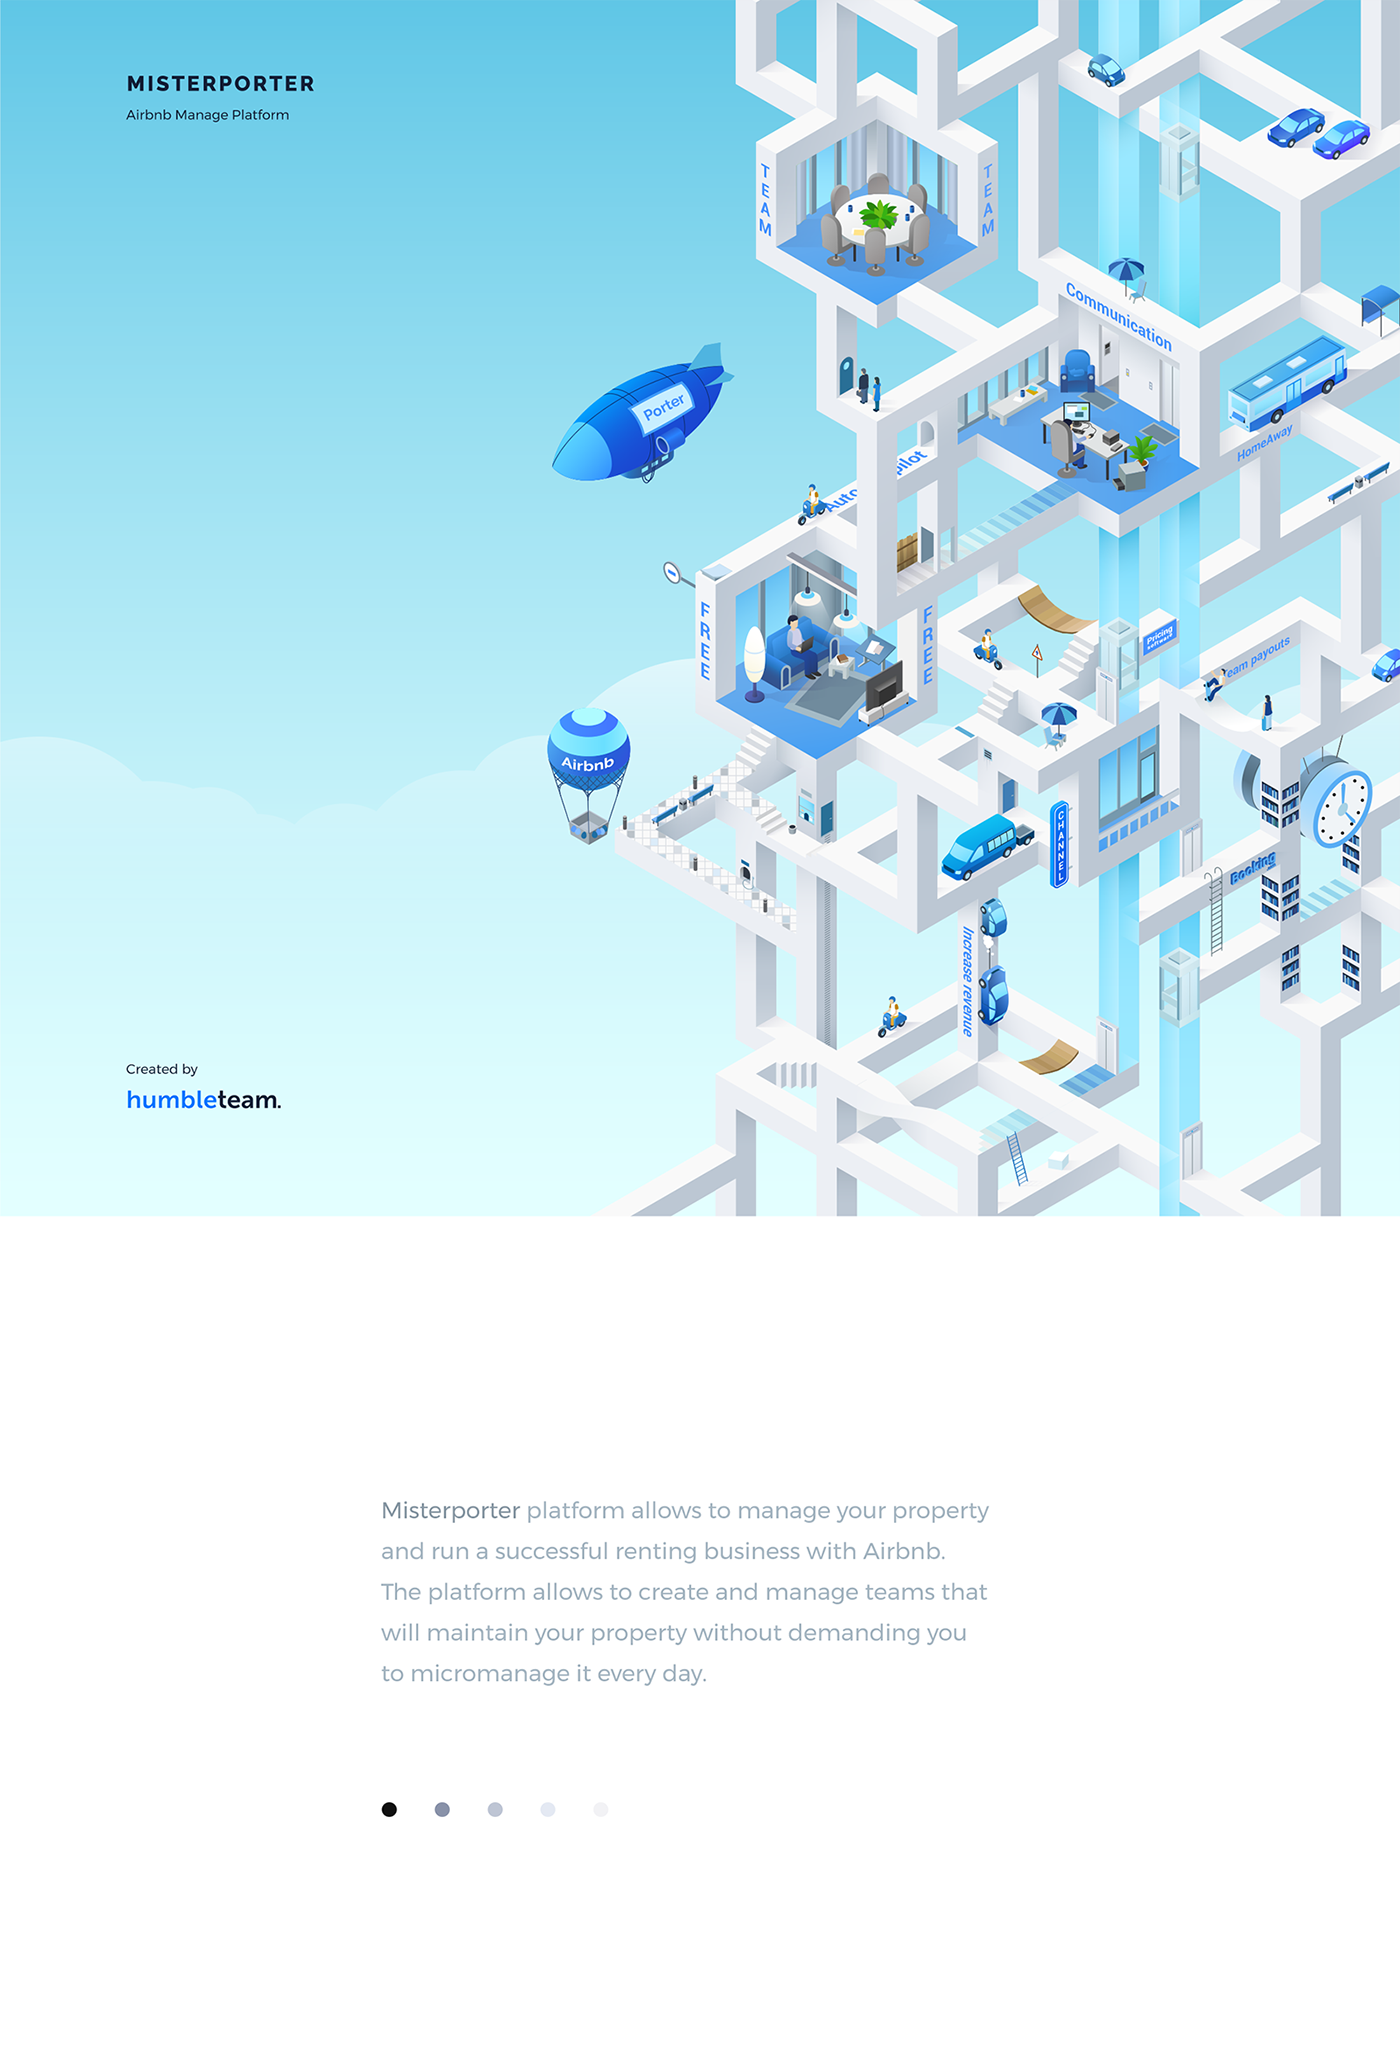 MISTERPORTER
Airbnb Manage Platform
TEAM
TEAM
Communication
Porter
HomeAway
pilot
Auto
FREE
FREE
Pricing
software
Team payouts
Airbnb
CHANNEL
Booking
Increase revenue
Created by
humbleteam.
Misterporter platform allows to manage your property
and run a successful renting business with Airbnb.
The platform allows to create and manage teams that
will maintain your property without demanding you
to micromanage it every day.